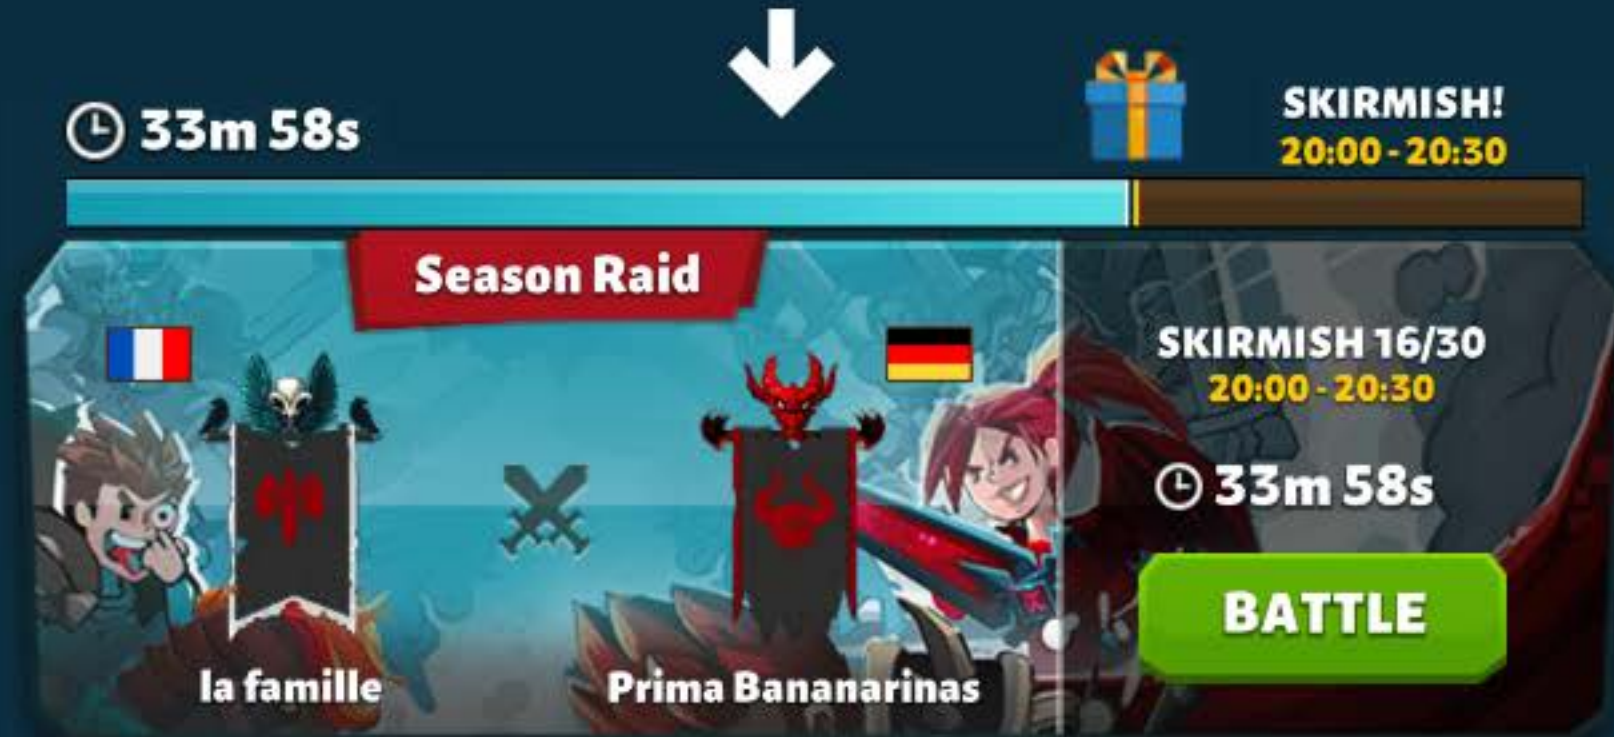 33m 58s
SKIRMISH!
20:00 - 20:30
Season Raid
SKIRMISH 16/30
20:00 - 20:30
33m 58s
BATTLE
la famille
Prima Bananarinas